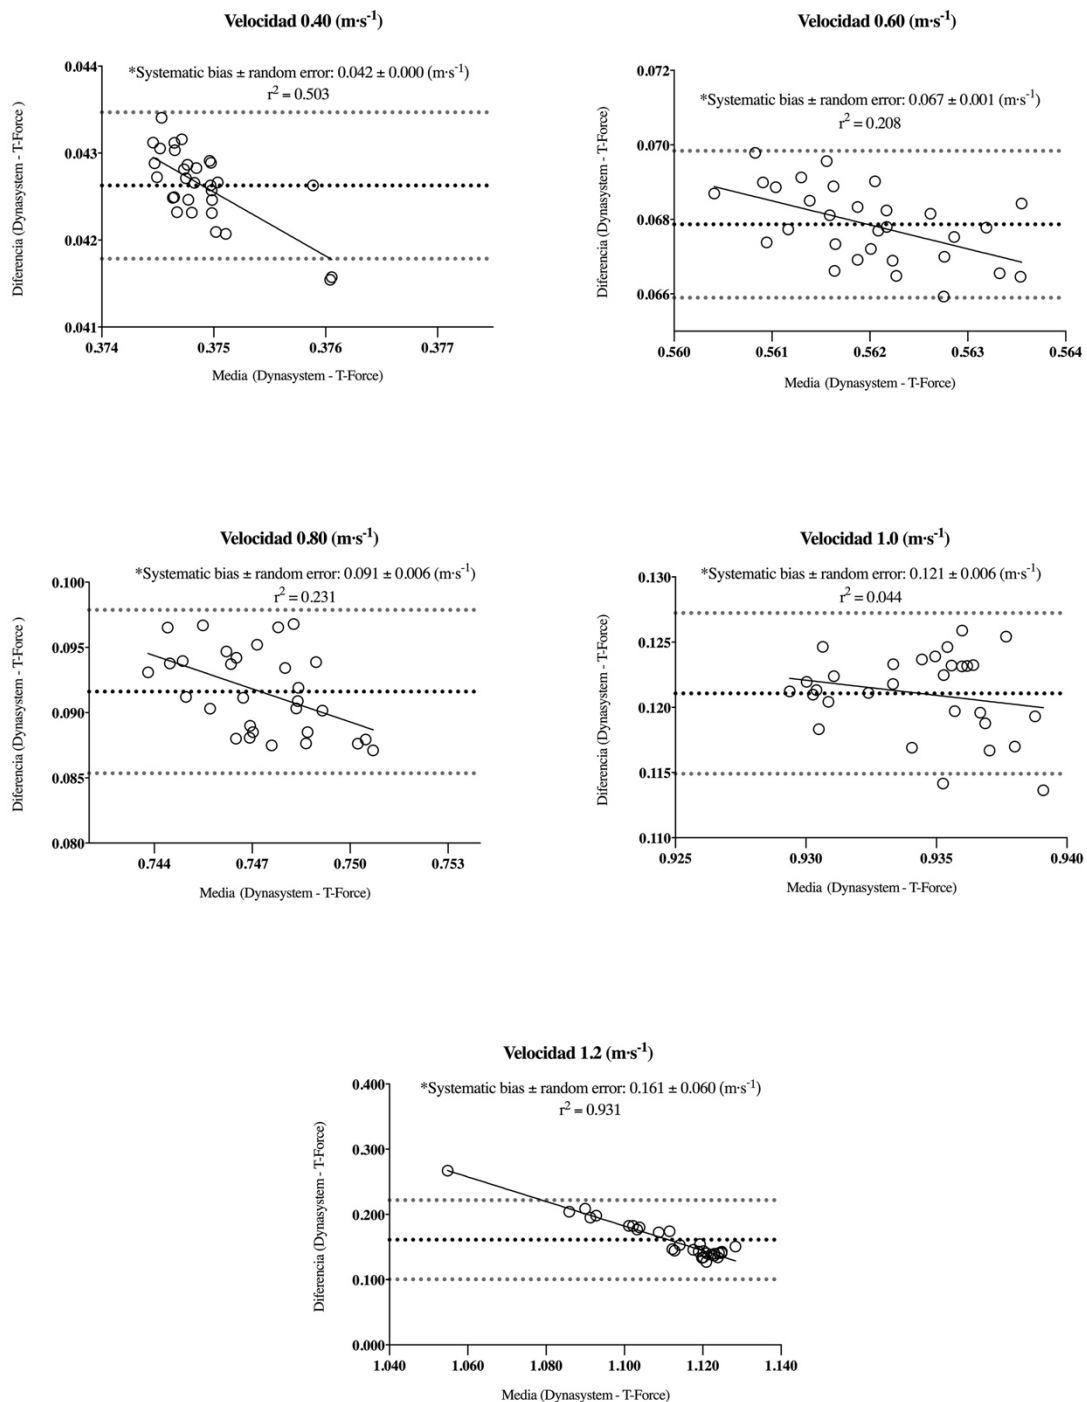 Velocidad 0.40 (m·s⁻¹)
*Systematic bias ± random error: 0.042 ± 0.000 (m·s⁻¹)
r² = 0.503
Diferencia (Dynasystem - T-Force )
0.044
0.043
0.042
0.041
0.374 0.375 0.376 0.377
Media (Dynasystem - T-Force)
Velocidad 0.60 (m·s⁻¹)
*Systematic bias ± random error: 0.067 ± 0.001 (m·s⁻¹)
r² = 0.208
Diferencia (Dynasystem - T-Force)
0.072
0.070
0.068
0.066
0.560 0.561 0.562 0.563 0.564
Media (Dynasystem - T-Force)
Velocidad 0.80 (m·s⁻¹)
*Systematic bias ± random error: 0.091 ± 0.006 (m·s⁻¹)
r² = 0.231
Diferencia (Dynasystem - T-Force )
0.100
0.095
0.090
0.085
0.080
0.744 0.747 0.750 0.753
Media (Dynasystem - T-Force)
Velocidad 1.0 (m·s⁻¹)
*Systematic bias ± random error: 0.121 ± 0.006 (m·s⁻¹)
r² = 0.044
Diferencia (Dynasystem - T-Force)
0.130
0.125
0.120
0.115
0.110
0.925 0.930 0.935 0.940
Media (Dynasystem - T-Force)
Velocidad 1.2 (m·s⁻¹)
*Systematic bias ± random error: 0.161 ± 0.060 (m·s⁻¹)
r² = 0.931
Diferencia (Dynasystem - T-Force)
0.400
0.300
0.200
0.100
0.000
1.040 1.060 1.080 1.100 1.120 1.140
Media (Dynasystem - T-Force)